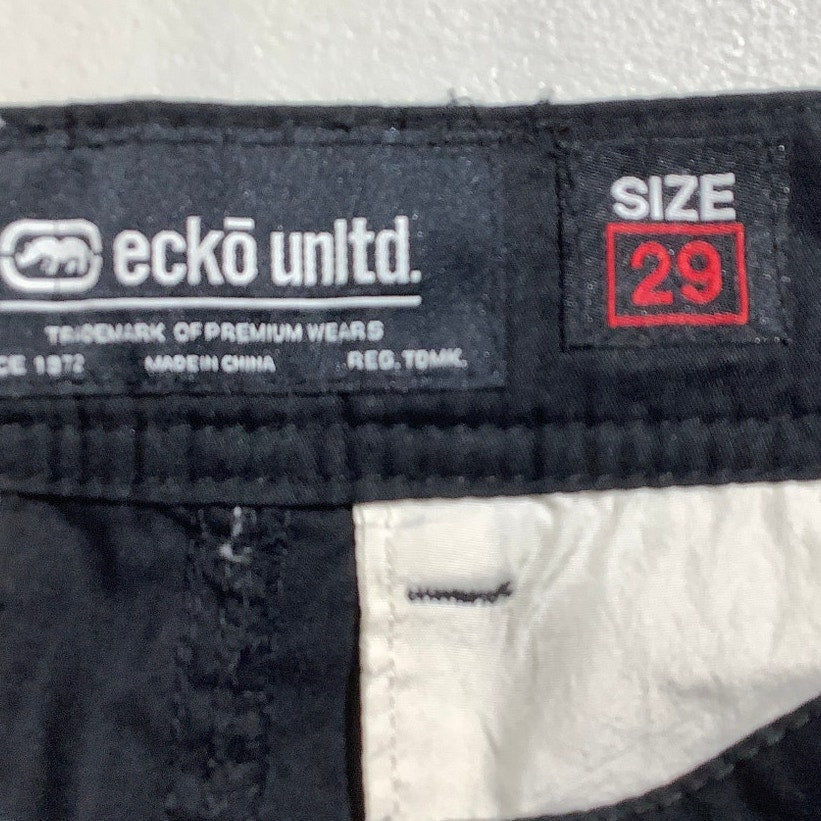 eckō unltd.
TRADEMARK OF PREMIUM WEARS
CE 1972 MADE IN CHINA REG. TDMK.
SIZE
29